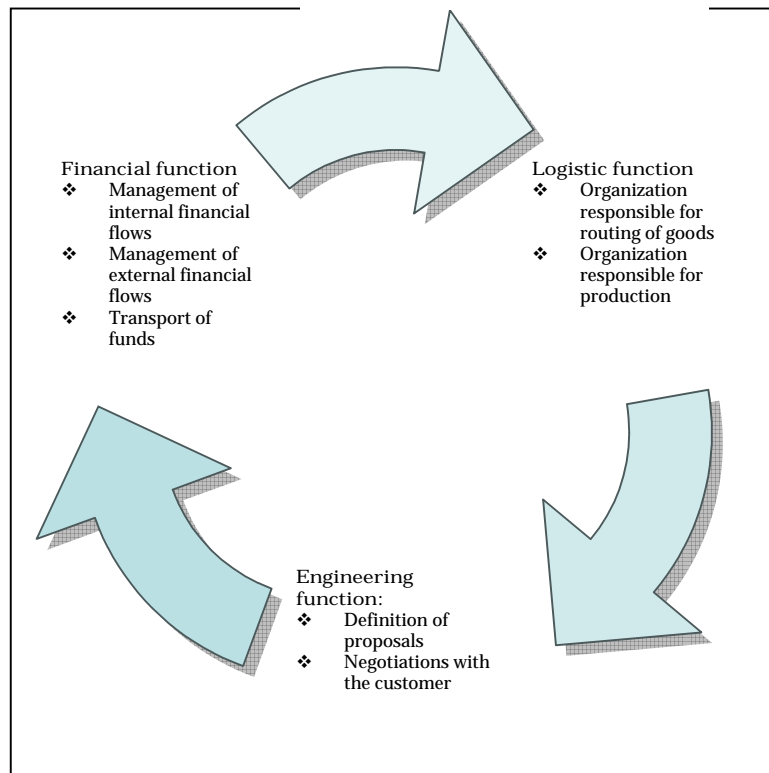 Financial function
❖ Management of
internal financial
flows
❖ Management of
external financial
flows
❖ Transport of
funds
Logistic function
❖ Organization
responsible for
routing of goods
❖ Organization
responsible for
production
Engineering
function:
❖ Definition of
proposals
❖ Negotiations with
the customer